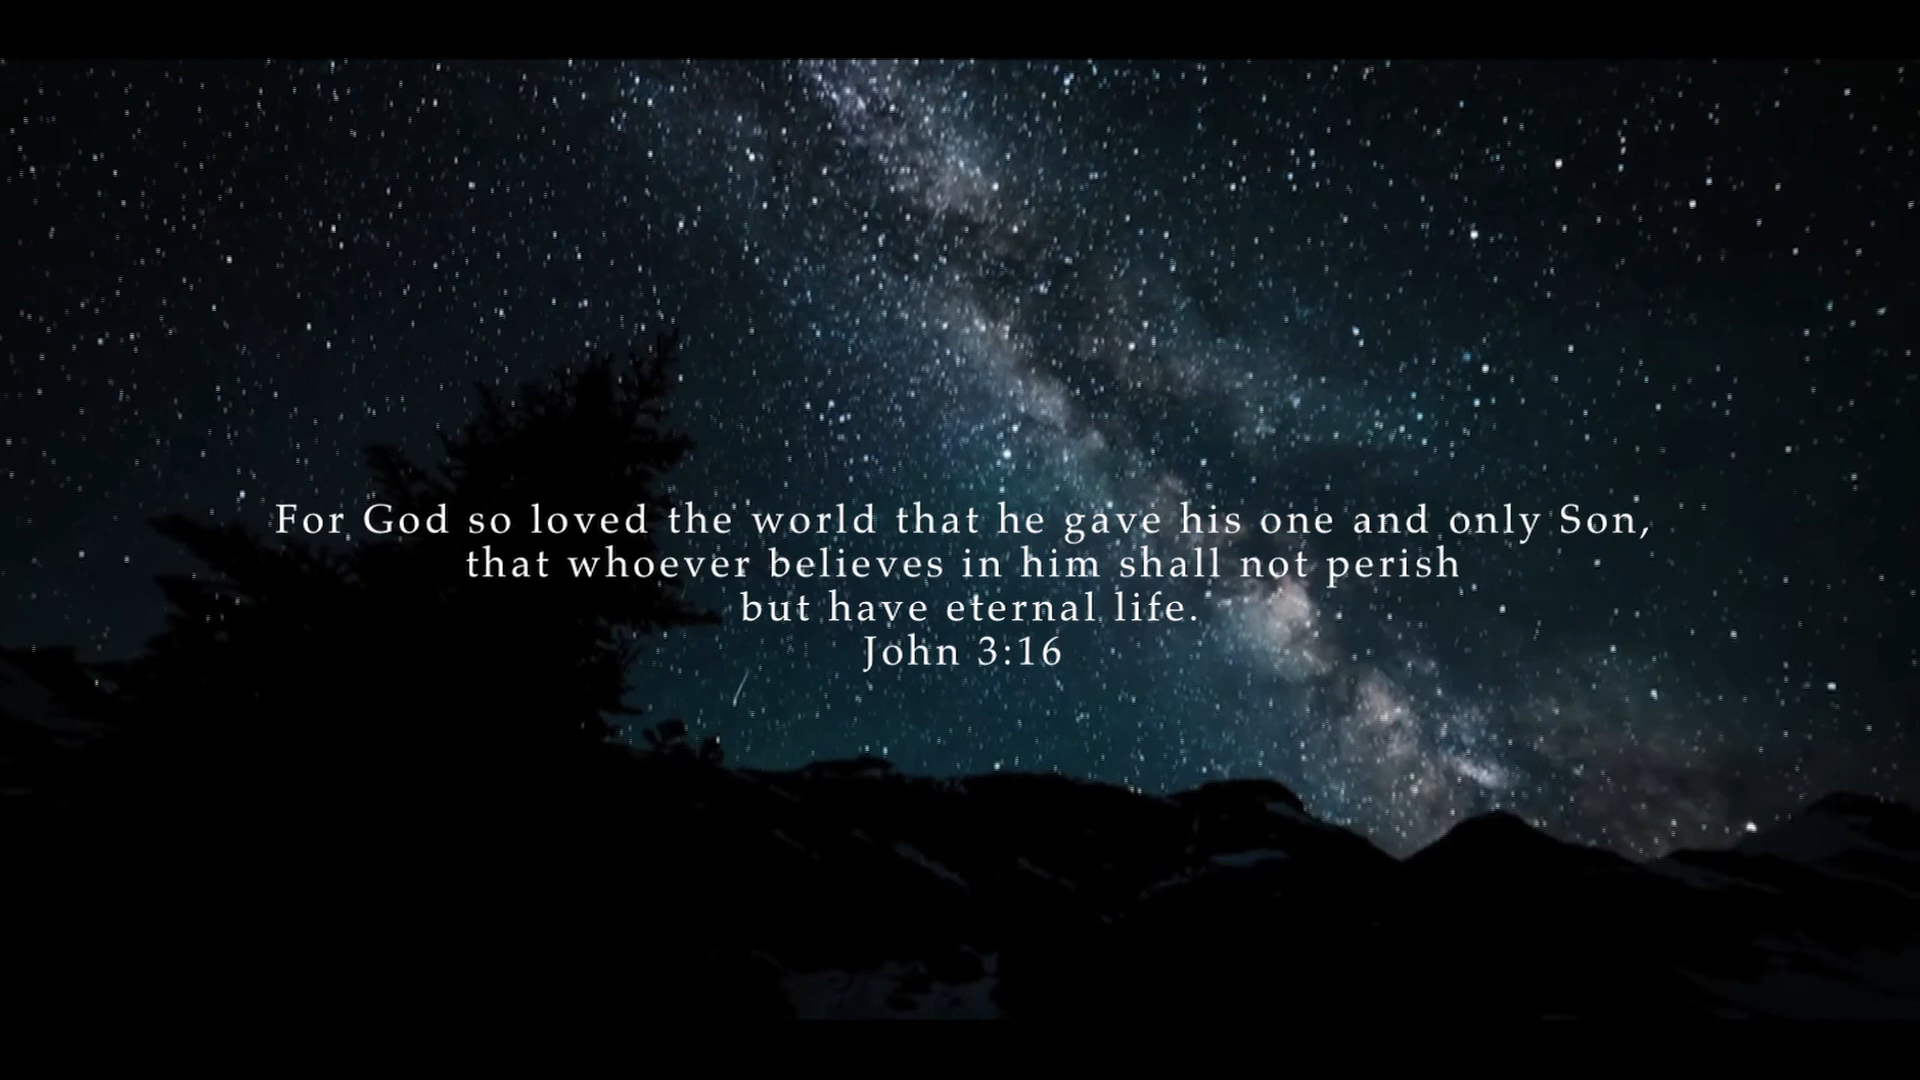 For God so loved the world that he gave his one and only Son,
that whoever believes in him shall not perish
but have eternal life.
John 3:16